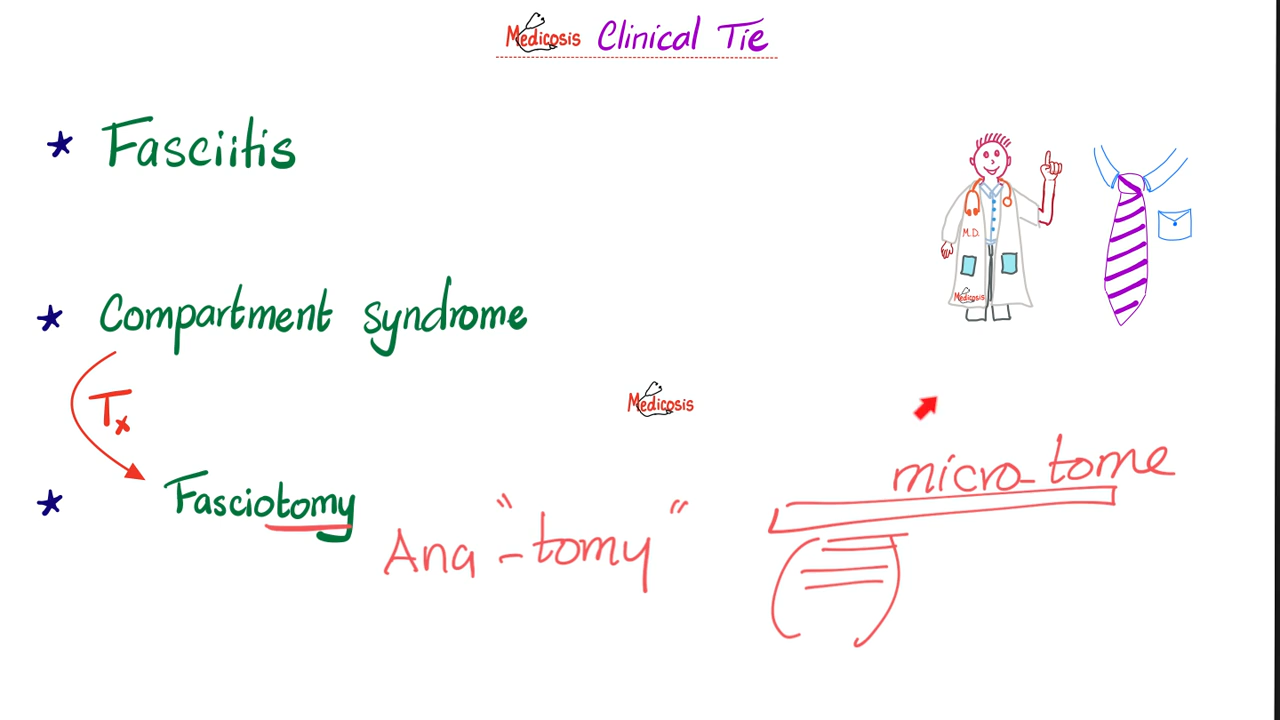 Medicosis Clinical Tie
★ Fasciitis
M.D.
Medicosis
★ Compartment syndrome
Tx
Medicosis
★ Fasciotomy
Ana "-tomy"
micro-tome